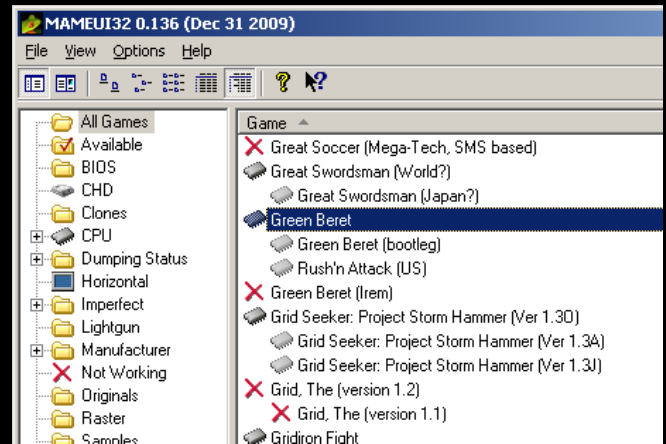 MAMEUI32 0.136 (Dec 31 2009)
File View Options Help
All Games
Available
BIOS
CHD
Clones
CPU
Dumping Status
Horizontal
Imperfect
Lightgun
Manufacturer
Not Working
Originals
Raster
Samples
Game
Great Soccer (Mega-Tech, SMS based)
Great Swordsman (World?)
Great Swordsman (Japan?)
Green Beret
Green Beret (bootleg)
Rush'n Attack (US)
Green Beret (Irem)
Grid Seeker: Project Storm Hammer (Ver 1.3O)
Grid Seeker: Project Storm Hammer (Ver 1.3A)
Grid Seeker: Project Storm Hammer (Ver 1.3J)
Grid, The (version 1.2)
Grid, The (version 1.1)
Gridiron Fight